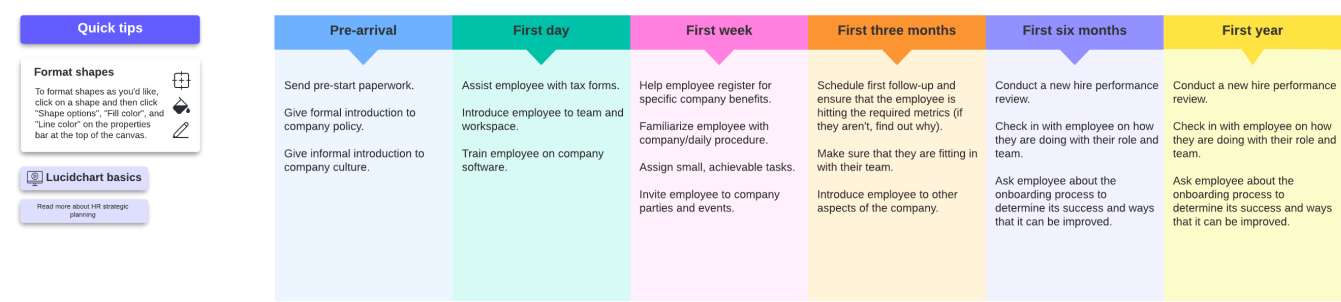 Quick tips
Format shapes
To format shapes as you'd like,
click on a shape and then click
"Shape options", "Fill color", and
"Line color" on the properties
bar at the top of the canvas.
Lucidchart basics
Read more about HR strategic
planning
Pre-arrival
Send pre-start paperwork.
Give formal introduction to
company policy.
Give informal introduction to
company culture.
First day
Assist employee with tax forms.
Introduce employee to team and
workspace.
Train employee on company
software.
First week
Help employee register for
specific company benefits.
Familiarize employee with
company/daily procedure.
Assign small, achievable tasks.
Invite employee to company
parties and events.
First three months
Schedule first follow-up and
ensure that the employee is
hitting the required metrics (if
they aren't, find out why).
Make sure that they are fitting in
with their team.
Introduce employee to other
aspects of the company.
First six months
Conduct a new hire performance
review.
Check in with employee on how
they are doing with their role and
team.
Ask employee about the
onboarding process to
determine its success and ways
that it can be improved.
First year
Conduct a new hire performance
review.
Check in with employee on how
they are doing with their role and
team.
Ask employee about the
onboarding process to
determine its success and ways
that it can be improved.